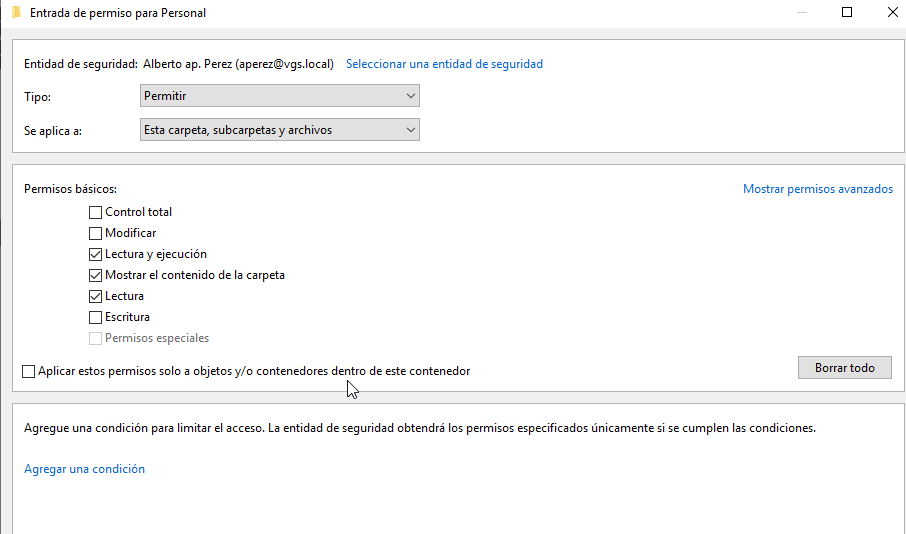 Entrada de permiso para Personal
Entidad de seguridad: Alberto ap. Perez (aperez@vgs.local) Seleccionar una entidad de seguridad
Tipo: Permitir
Se aplica a: Esta carpeta, subcarpetas y archivos
Permisos básicos: Mostrar permisos avanzados
Control total
Modificar
Lectura y ejecución
Mostrar el contenido de la carpeta
Lectura
Escritura
Permisos especiales
Aplicar estos permisos solo a objetos y/o contenedores dentro de este contenedor Borrar todo
Agregue una condición para limitar el acceso. La entidad de seguridad obtendrá los permisos especificados únicamente si se cumplen las condiciones.
Agregar una condición